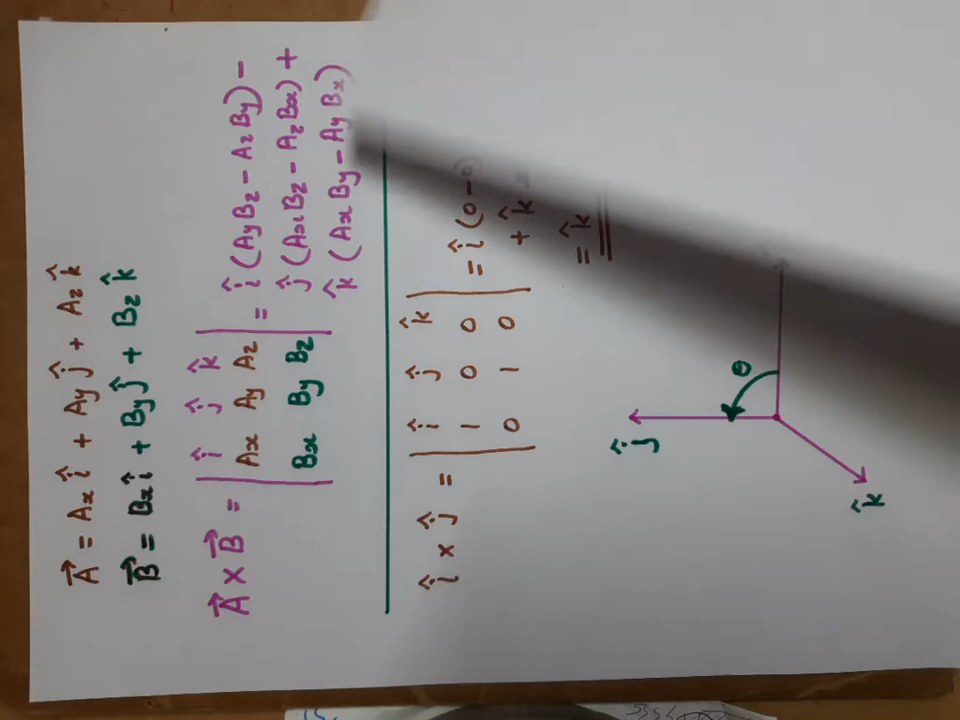 A⃗ = Ax î + Ay ĵ + Az k̂
B⃗ = Bx î + By ĵ + Bz k̂
A⃗ × B⃗ = | î ĵ k̂ | = î (Ay Bz − Az By) −
| Ax Ay Az | ĵ (Ax Bz − Az Bx) +
| Bx By Bz | k̂ (Ax By − Ay Bx)
î × ĵ = | î ĵ k̂ | = î (0−0
| 1 0 0 | + k̂
| 0 1 0 | = k̂
ĵ
θ
k̂